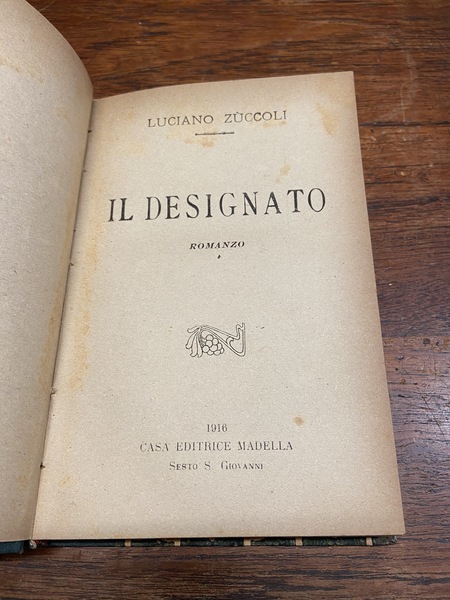 LUCIANO ZÙCCOLI
IL DESIGNATO
ROMANZO
1916
CASA EDITRICE MADELLA
SESTO S. GIOVANNI